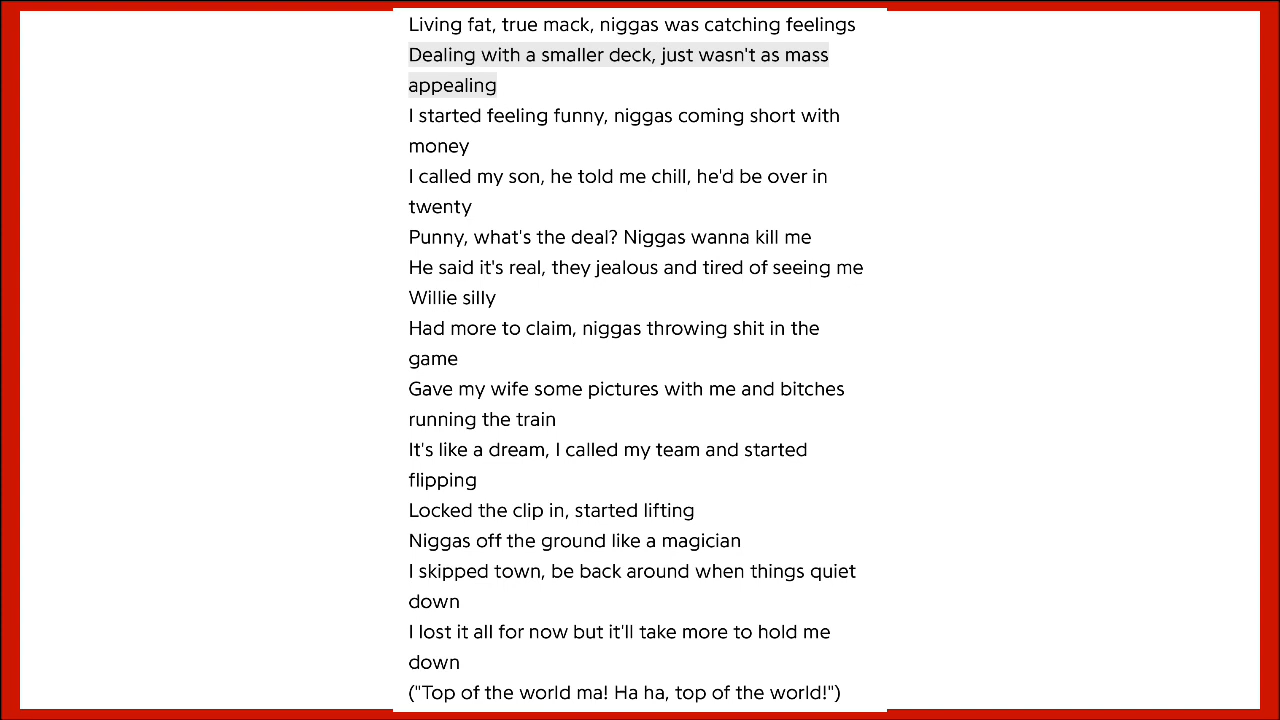 Living fat, true mack, niggas was catching feelings
Dealing with a smaller deck, just wasn't as mass
appealing
I started feeling funny, niggas coming short with
money
I called my son, he told me chill, he'd be over in
twenty
Punny, what's the deal? Niggas wanna kill me
He said it's real, they jealous and tired of seeing me
Willie silly
Had more to claim, niggas throwing shit in the
game
Gave my wife some pictures with me and bitches
running the train
It's like a dream, I called my team and started
flipping
Locked the clip in, started lifting
Niggas off the ground like a magician
I skipped town, be back around when things quiet
down
I lost it all for now but it'll take more to hold me
down
("Top of the world ma! Ha ha, top of the world!")